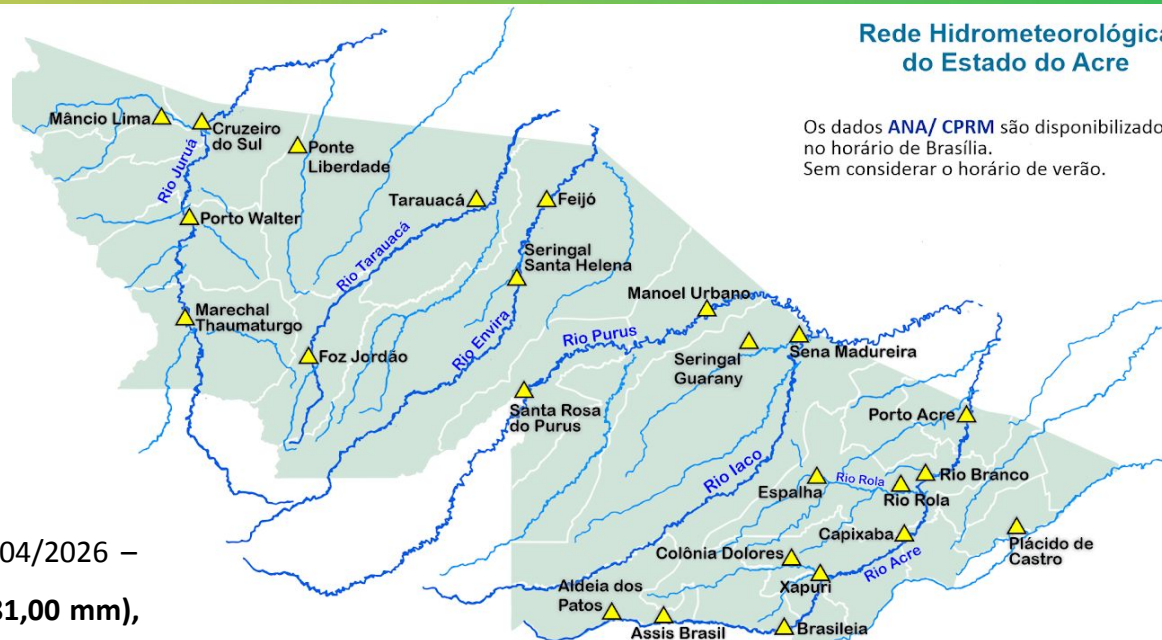 Rede Hidrometeorológica
do Estado do Acre
Os dados ANA/ CPRM são disponibilizado
no horário de Brasília.
Sem considerar o horário de verão.
Mâncio Lima
Cruzeiro
do Sul
Ponte
Liberdade
Rio Juruá
Porto Walter
Tarauacá
Feijó
Rio Tarauacá
Seringal
Santa Helena
Marechal
Thaumaturgo
Foz Jordão
Rio Envira
Manoel Urbano
Rio Purus
Seringal
Guarany
Sena Madureira
Santa Rosa
do Purus
Porto Acre
Rio Iaco
Espalha
Rio Rola
Rio Rola
Rio Branco
Capixaba
Plácido de
Castro
Colônia Dolores
Rio Acre
Xapuri
Aldeia dos
Patos
Assis Brasil
Brasileia
04/2026 –
31,00 mm),